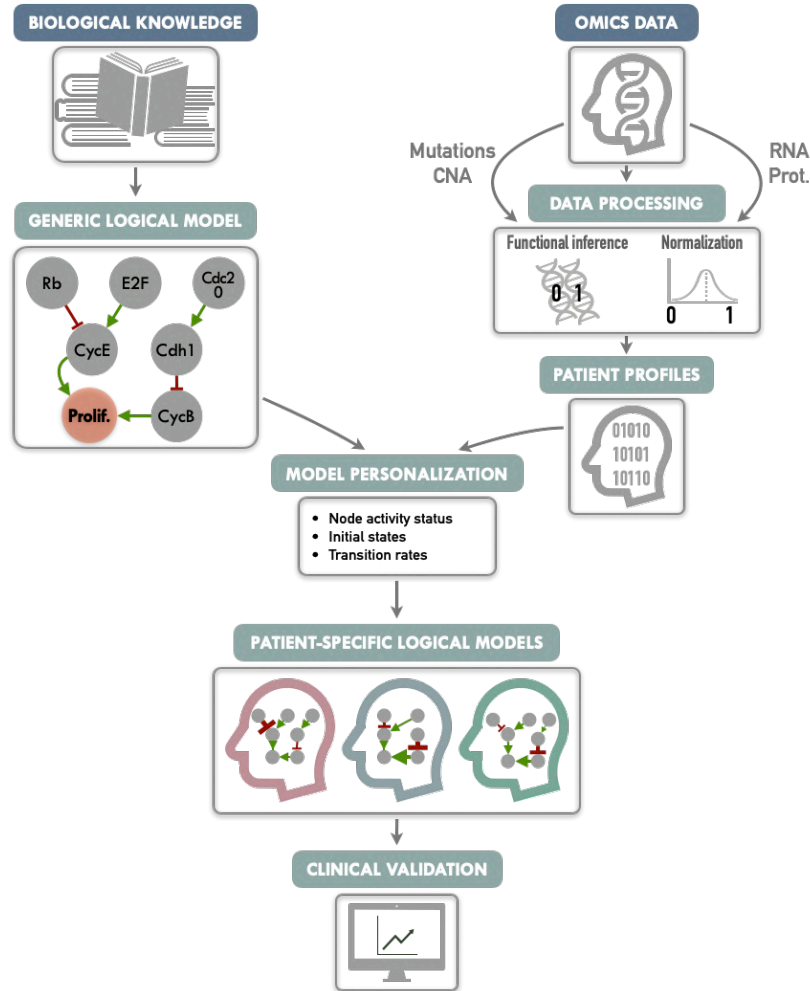 BIOLOGICAL KNOWLEDGE
OMICS DATA
Mutations
CNA
RNA
Prot.
GENERIC LOGICAL MODEL
DATA PROCESSING
Functional inference
Normalization
0 1
0 1
Rb
E2F
Cdc2
0
CycE
Cdh1
Prolif.
CycB
PATIENT PROFILES
01010
10101
10110
MODEL PERSONALIZATION
• Node activity status
• Initial states
• Transition rates
PATIENT-SPECIFIC LOGICAL MODELS
CLINICAL VALIDATION